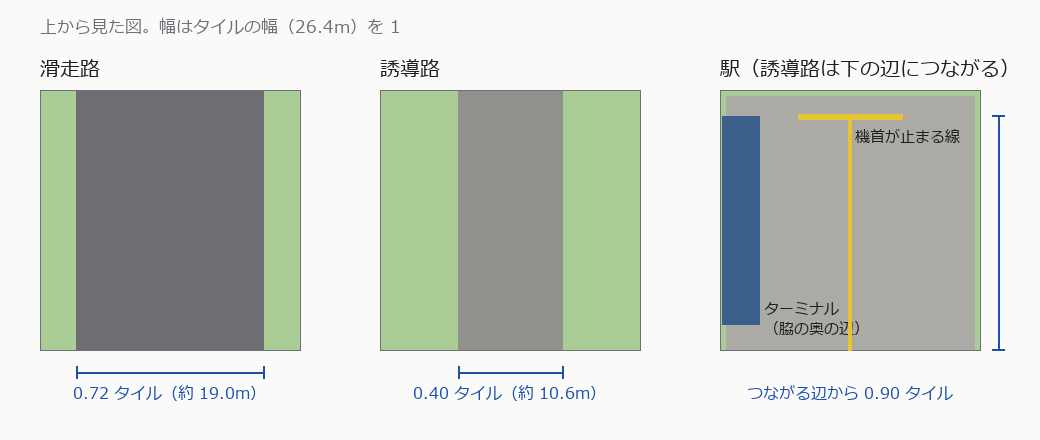 上から見た図。幅はタイルの幅（26.4m）を 1
滑走路
誘導路
駅（誘導路は下の辺につながる）
機首が止まる線
ターミナル
（脇の奥の辺）
0.72 タイル（約 19.0m）
0.40 タイル（約 10.6m）
つながる辺から 0.90 タイル